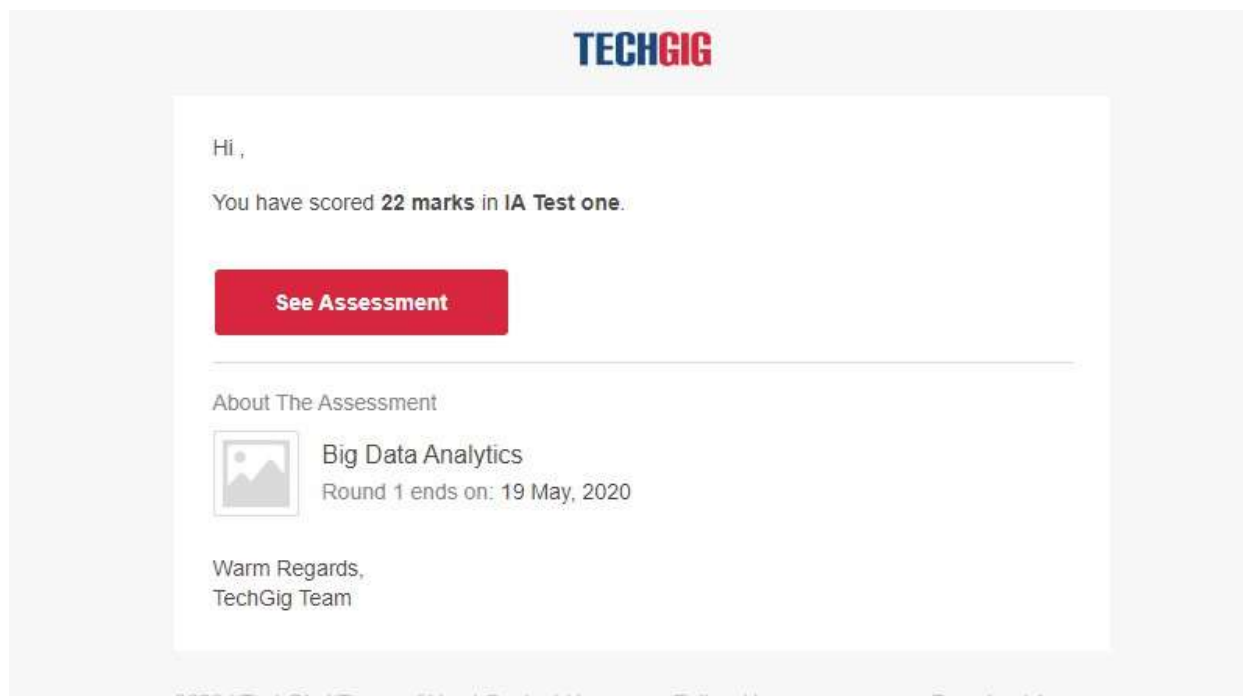 TECHGIG
Hi ,
You have scored 22 marks in IA Test one.
See Assessment
About The Assessment
Big Data Analytics
Round 1 ends on: 19 May, 2020
Warm Regards,
TechGig Team